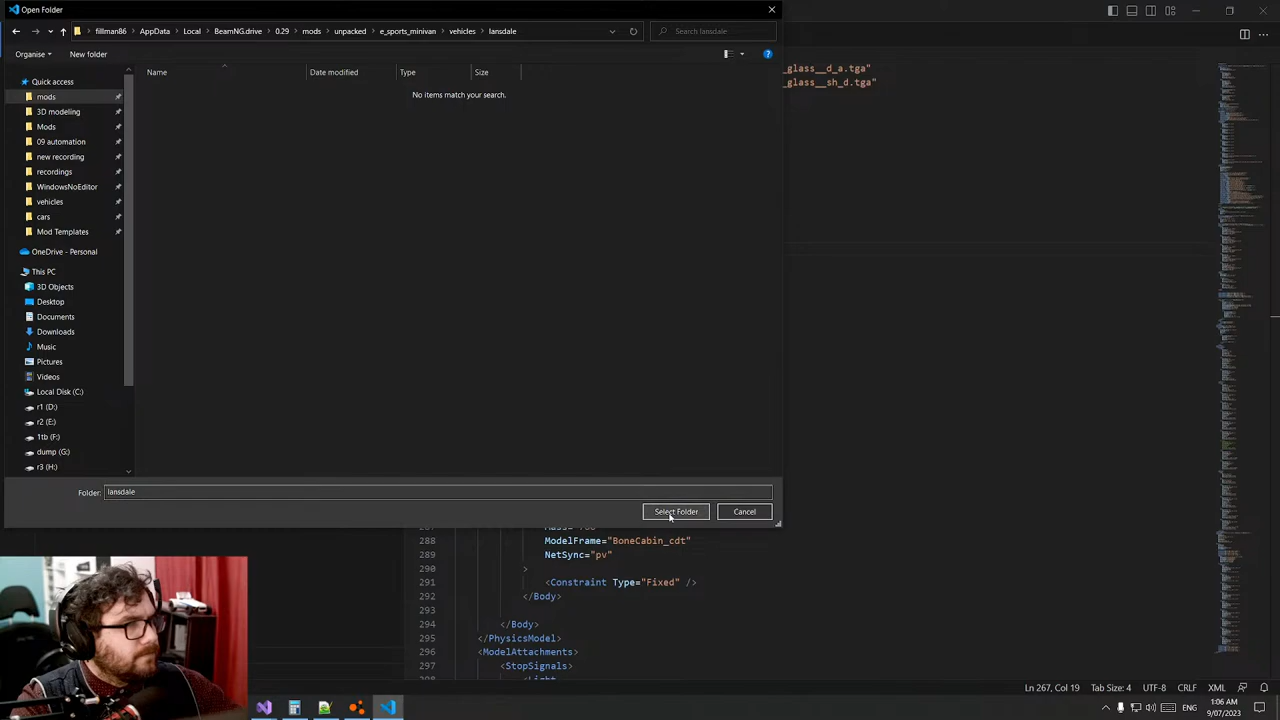 Open Folder
fillman86 > AppData > Local > BeamNG.drive > 0.29 > mods > unpacked > e_sports_minivan > vehicles > lansdale
Search lansdale
Organise
New folder
Name
Date modified
Type
Size
No items match your search.
Quick access
mods
3D modeling
Mods
09 automation
new recording
recordings
WindowsNoEditor
vehicles
cars
Mod Templates
OneDrive - Personal
This PC
3D Objects
Desktop
Documents
Downloads
Music
Pictures
Videos
Local Disk (C:)
r1 (D:)
r2 (E:)
1tb (F:)
dump (G:)
r3 (H:)
Folder: lansdale
Select Folder
Cancel
_glass__d_a.tga"
_glass__sh_d.tga"
288 ModelFrame="BoneCabin_cdt"
289 NetSync="pv"
290
291 <Constraint Type="Fixed" />
292 </Body>
293
294 </Body>
295 </PhysicsModel>
296 <ModelAttachments>
297 <StopSignals>
298 <Light
Ln 267, Col 19
Tab Size: 4
UTF-8
CRLF
XML
ENG
1:06 AM
9/07/2023